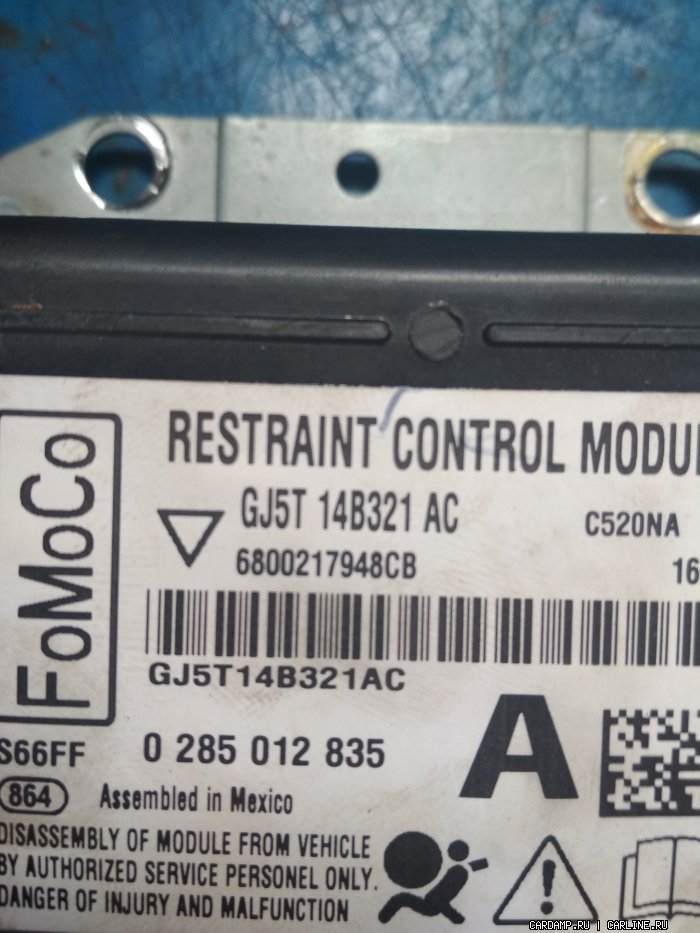 RESTRAINT CONTROL MODU
FoMoCo
GJ5T 14B321 AC
C520NA
6800217948CB
16
GJ5T14B321AC
A
S66FF
0 285 012 835
864
Assembled in Mexico
DISASSEMBLY OF MODULE FROM VEHICLE
BY AUTHORIZED SERVICE PERSONEL ONLY.
DANGER OF INJURY AND MALFUNCTION
CARDAMP.RU | CARLINE.RU